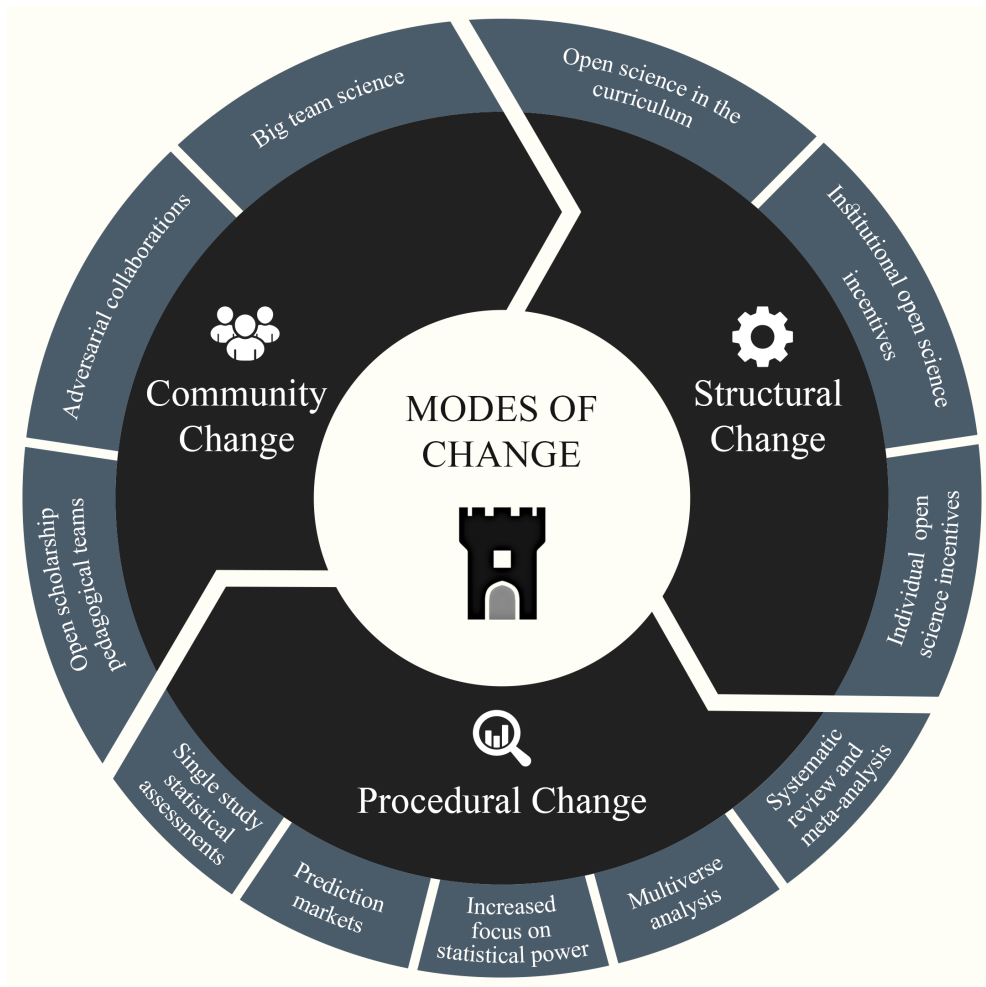 MODES OF
CHANGE
Structural
Change
Open science in the
curriculum
Institutional open science
incentives
Individual open
science incentives
Procedural Change
Systematic
review and
meta-analysis
Multiverse
analysis
Increased
focus on
statistical power
Prediction
markets
Single study
statistical
assessments
Community
Change
Open scholarship
pedagogical teams
Adversarial collaborations
Big team science